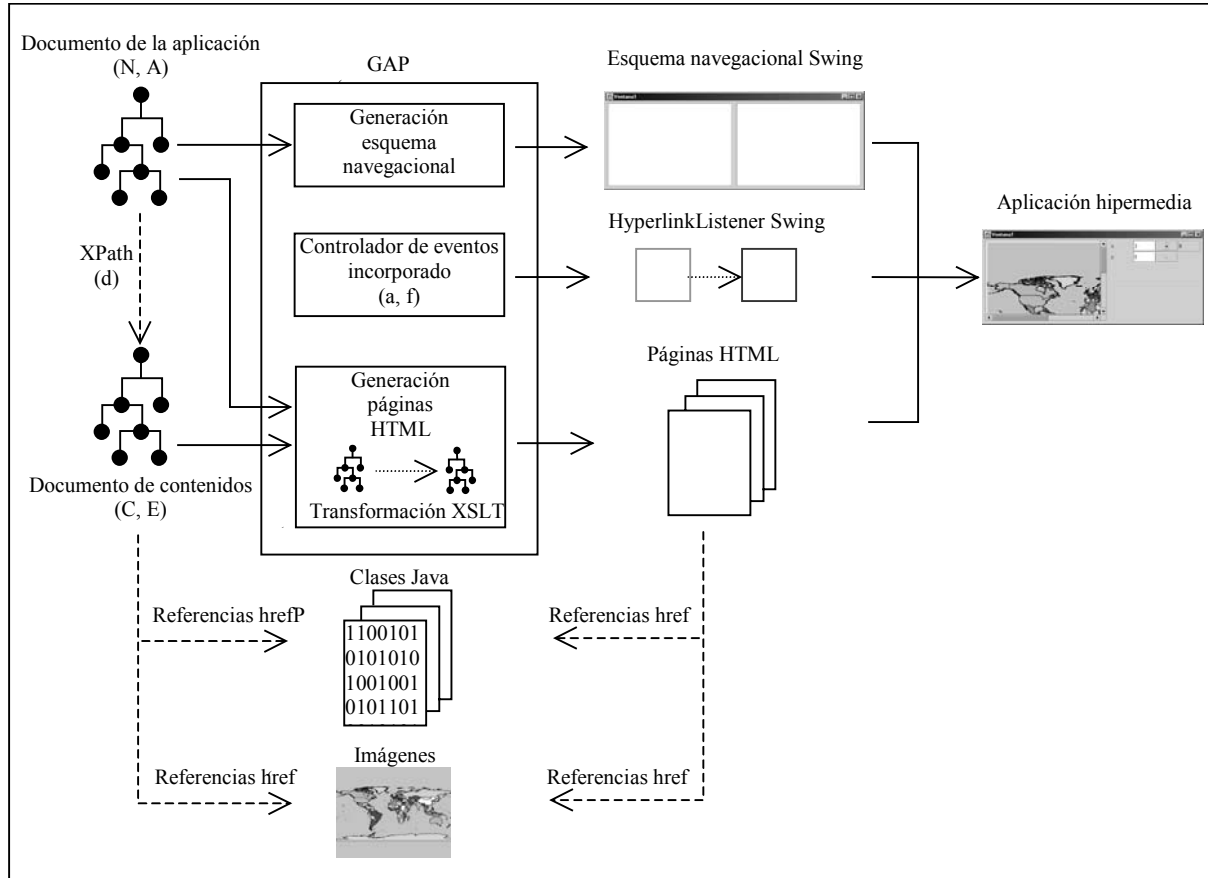 Documento de la aplicación
(N, A)
GAP
Esquema navegacional Swing
Generación
esquema
navegacional
Ventana1
XPath
(d)
Controlador de eventos
incorporado
(a, f)
HyperlinkListener Swing
Aplicación hipermedia
Ventana1
Generación
páginas
HTML
Transformación XSLT
Páginas HTML
Documento de contenidos
(C, E)
Clases Java
Referencias hrefP
Referencias href
1100101
0101010
1001001
0101101
Imágenes
Referencias href
Referencias href